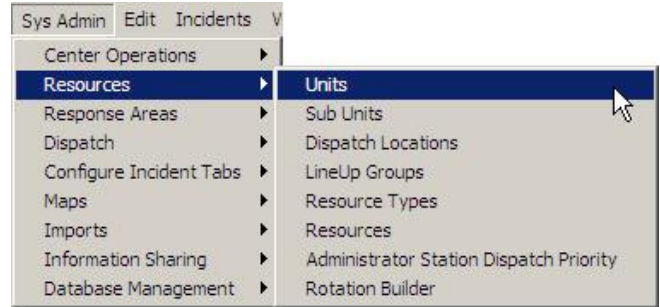 Sys Admin Edit Incidents
Center Operations
Resources
Response Areas
Dispatch
Configure Incident Tabs
Maps
Imports
Information Sharing
Database Management
Units
Sub Units
Dispatch Locations
LineUp Groups
Resource Types
Resources
Administrator Station Dispatch Priority
Rotation Builder